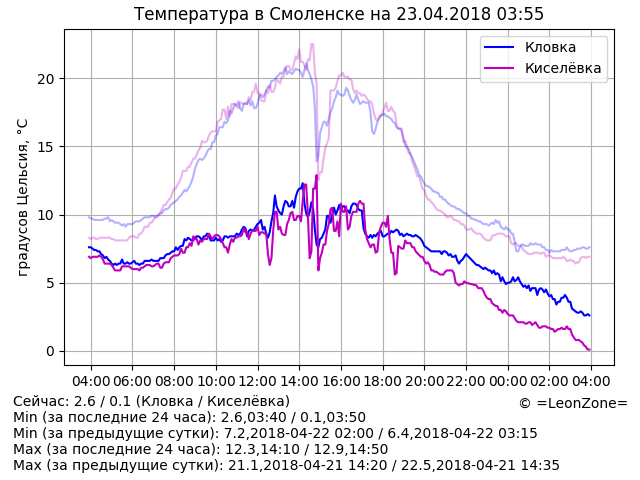 Температура в Смоленске на 23.04.2018 03:55
Кловка
Киселёвка
градусов Цельсия, °C
20
15
10
5
0
04:00 06:00 08:00 10:00 12:00 14:00 16:00 18:00 20:00 22:00 00:00 02:00 04:00
Сейчас: 2.6 / 0.1 (Кловка / Киселёвка)
© =LeonZone=
Min (за последние 24 часа): 2.6,03:40 / 0.1,03:50
Min (за предыдущие сутки): 7.2,2018-04-22 02:00 / 6.4,2018-04-22 03:15
Max (за последние 24 часа): 12.3,14:10 / 12.9,14:50
Max (за предыдущие сутки): 21.1,2018-04-21 14:20 / 22.5,2018-04-21 14:35